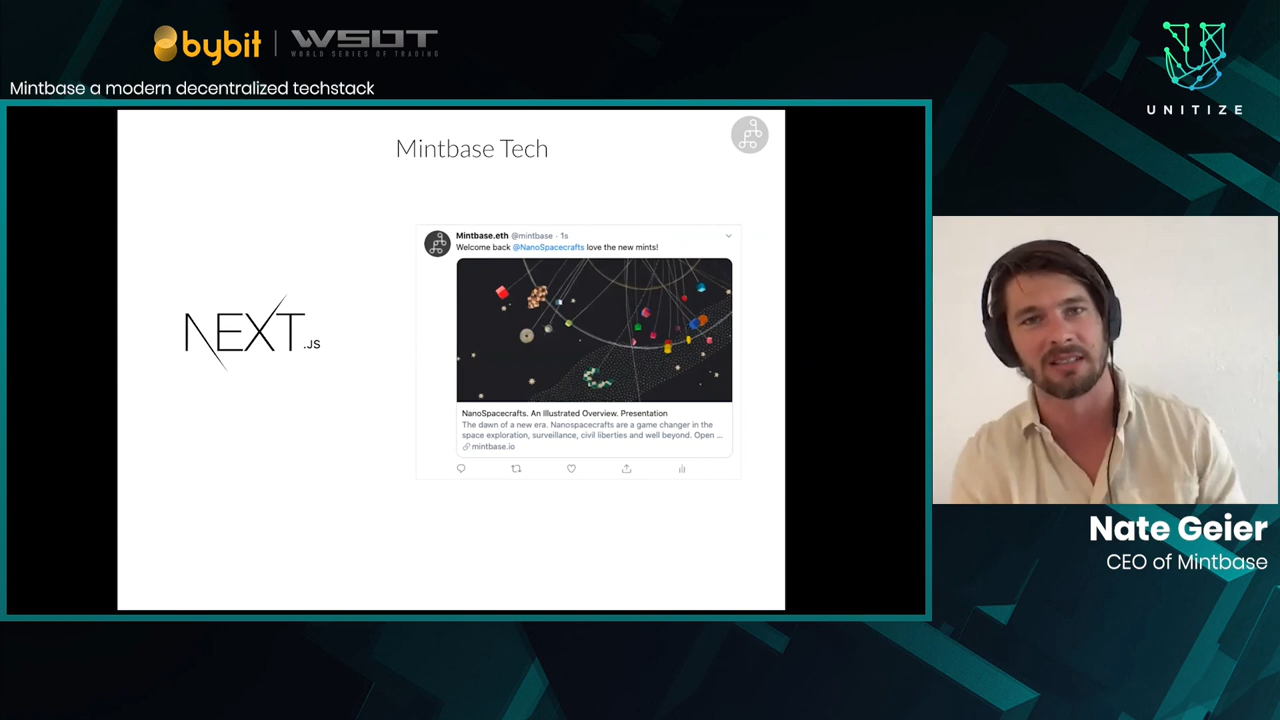 bybit | WSOT
WORLD SERIES OF TRADING
UNITIZE
Mintbase a modern decentralized techstack
Mintbase Tech
NEXT.JS
Mintbase.eth @mintbase · 1s
Welcome back @NanoSpacecrafts love the new mints!
NanoSpacecrafts. An Illustrated Overview. Presentation
The dawn of a new era. Nanospacecrafts are a game changer in the
space exploration, surveillance, civil liberties and well beyond. Open ...
mintbase.io
Nate Geier
CEO of Mintbase